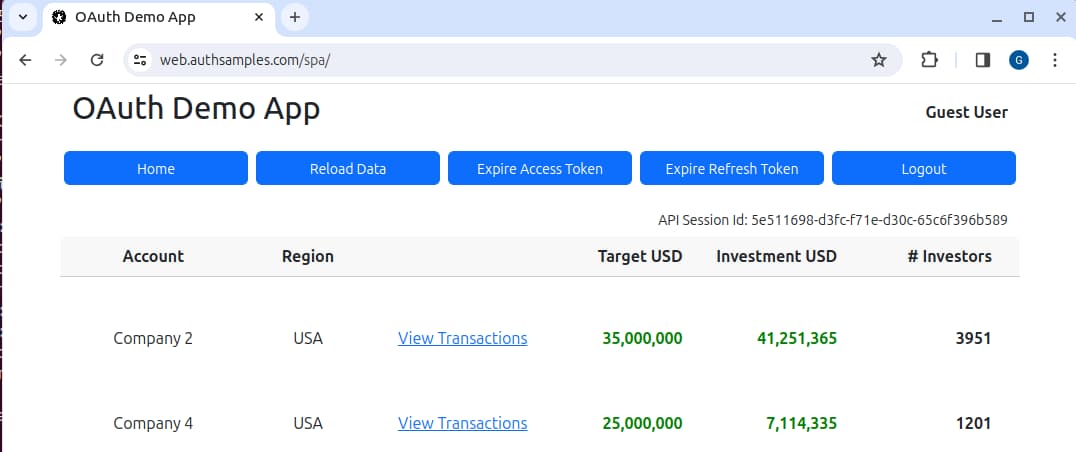 OAuth Demo App
web.authsamples.com/spa/
G
OAuth Demo App
Guest User
Home Reload Data Expire Access Token Expire Refresh Token Logout
API Session Id: 5e511698-d3fc-f71e-d30c-65c6f396b589
Account Region Target USD Investment USD # Investors
Company 2 USA View Transactions 35,000,000 41,251,365 3951
Company 4 USA View Transactions 25,000,000 7,114,335 1201